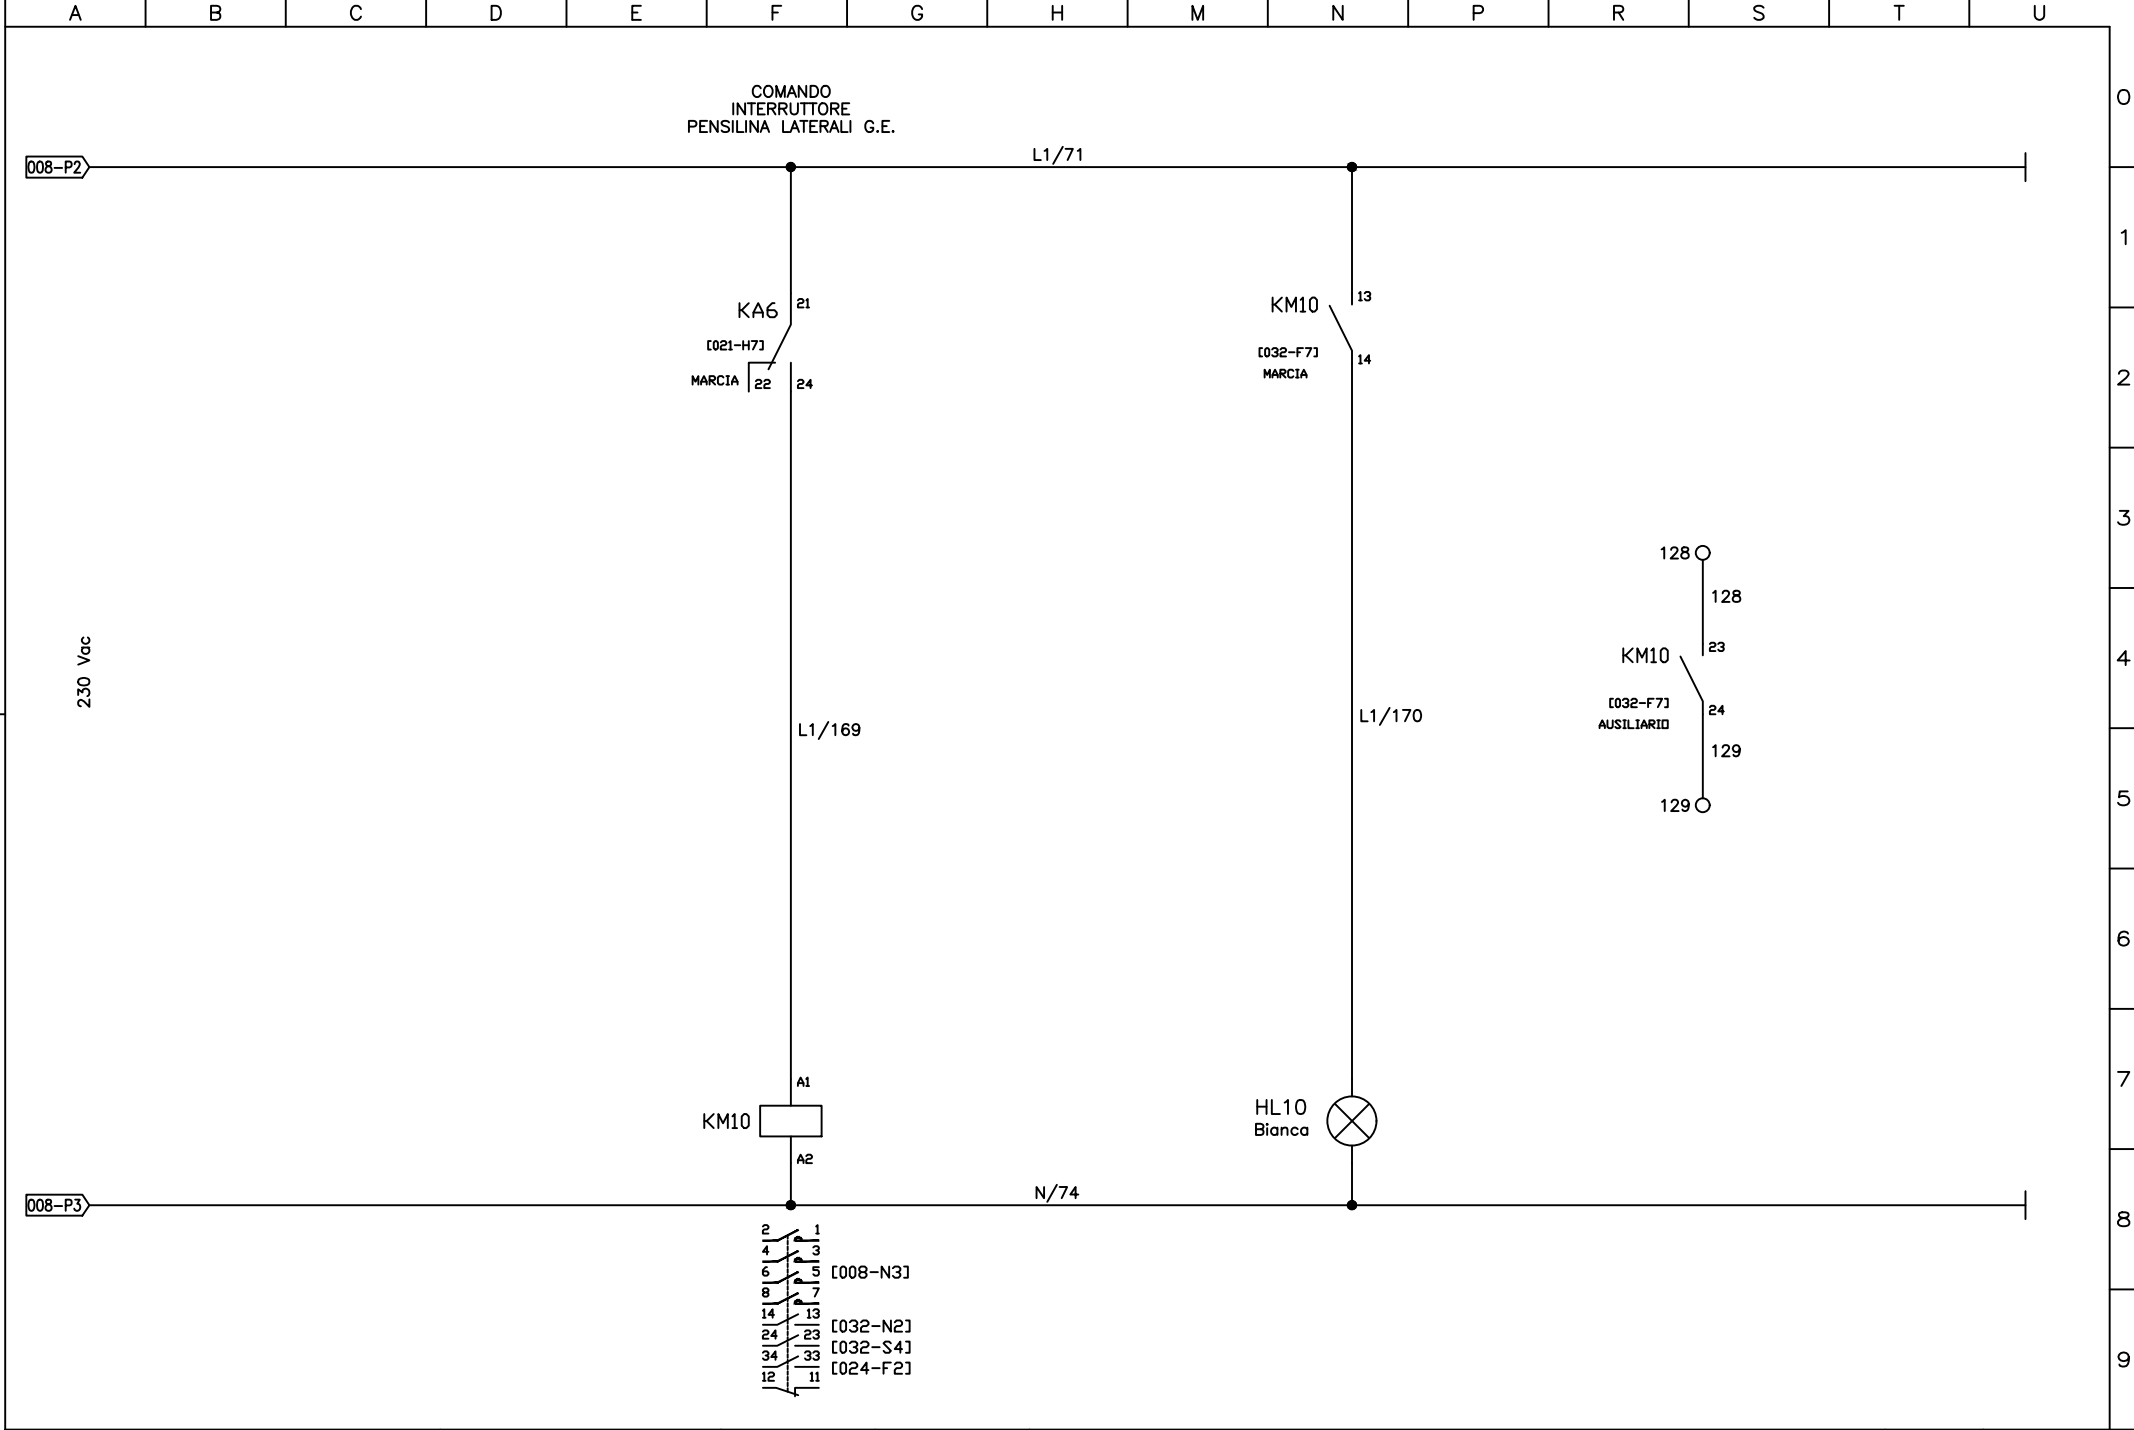 A B C D E F G H M N P R S T U
0
COMANDO
INTERRUTTORE
PENSILINA LATERALI G.E.
008-P2
L1/71
1
KA6
21
[021-H7]
MARCIA
22
24
KM10
13
[032-F7]
14
MARCIA
2
3
128
128
230 Vac
KM10
23
[032-F7]
24
AUSILIARIO
4
L1/169
L1/170
129
129
5
6
A1
KM10
A2
HL10
Bianca
7
008-P3
N/74
8
2 1
4 3
6 5 [008-N3]
8 7
14 13 [032-N2]
24 23 [032-S4]
34 33 [024-F2]
12 11
9